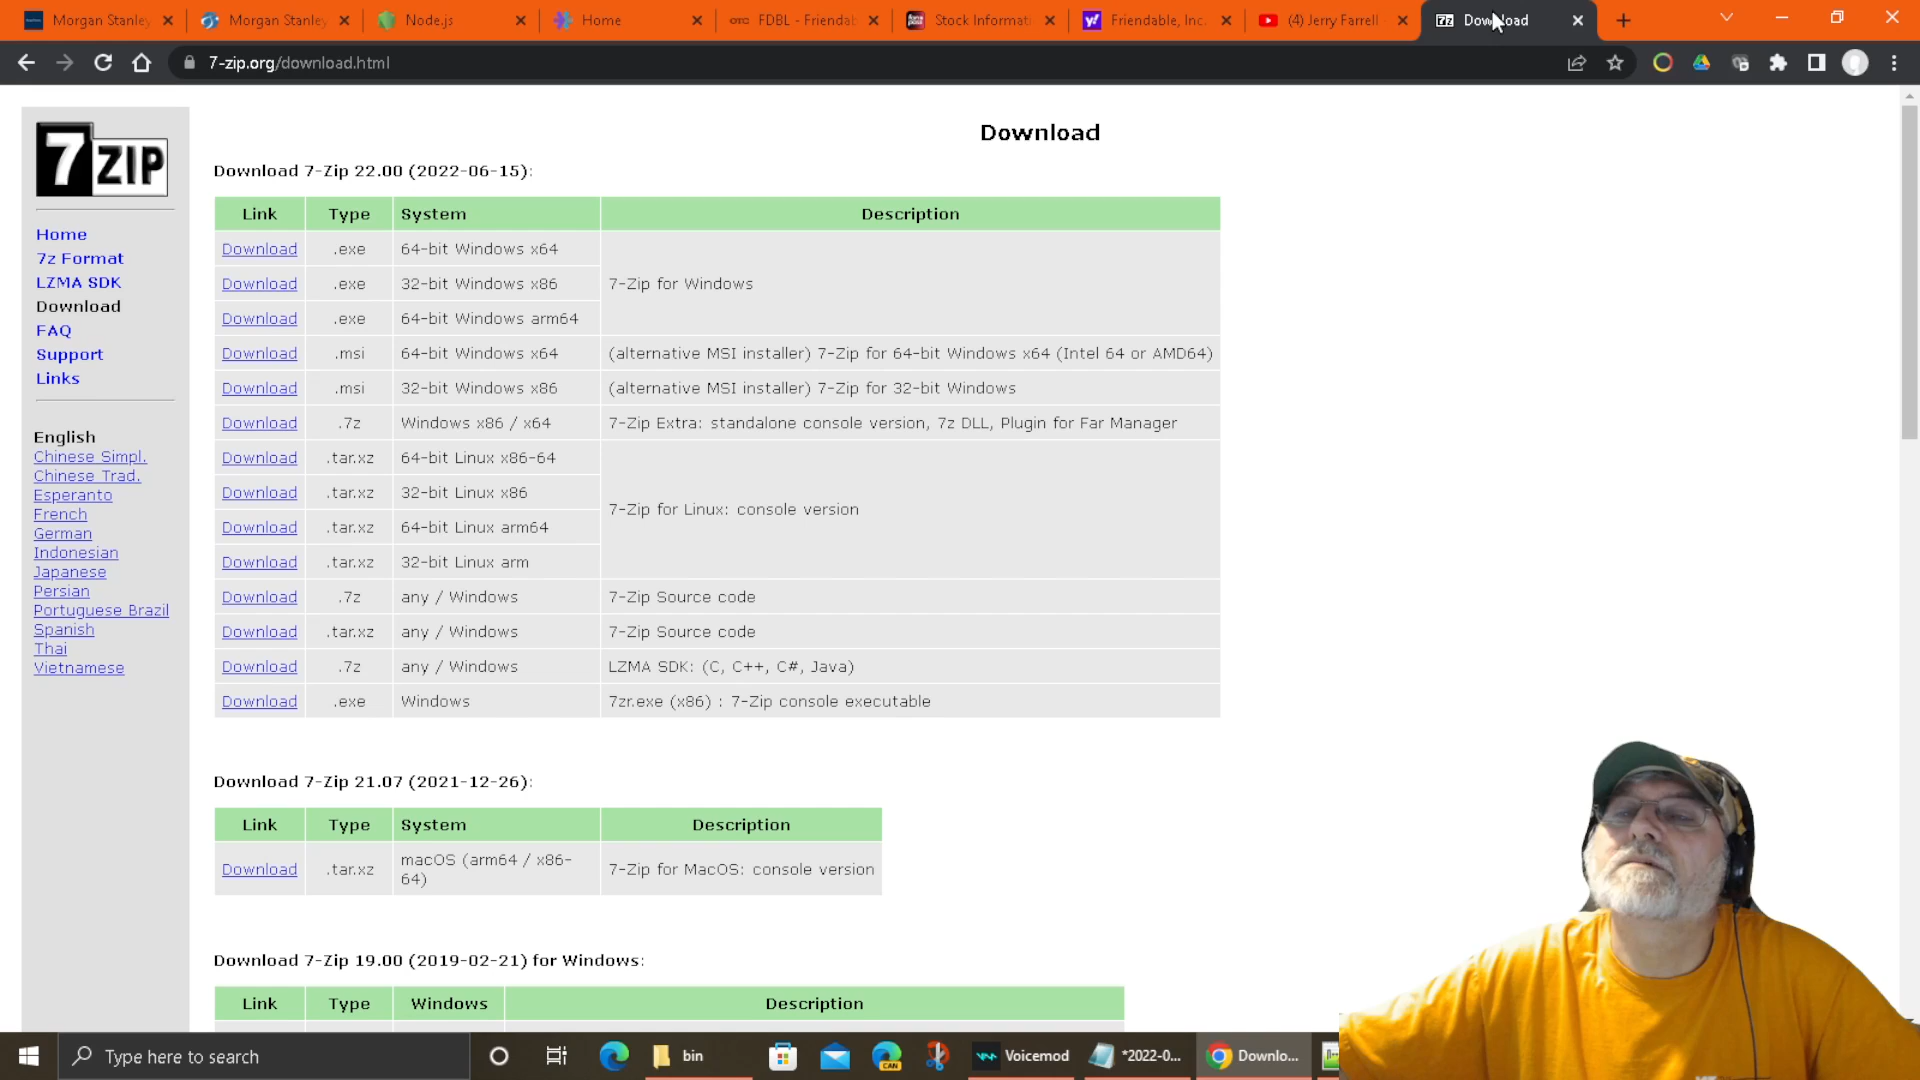 Morgan Stanley
Morgan Stanley
Node.js
Home
FDBL - Friendab
Stock Informati
Friendable, Inc.
(4) Jerry Farrell -
Download
7-zip.org/download.html
7ZIP
Home
7z Format
LZMA SDK
Download
FAQ
Support
Links
English
Chinese Simpl.
Chinese Trad.
Esperanto
French
German
Indonesian
Japanese
Persian
Portuguese Brazil
Spanish
Thai
Vietnamese
Download
Download 7-Zip 22.00 (2022-06-15):
Link Type System Description
Download .exe 64-bit Windows x64
Download .exe 32-bit Windows x86 7-Zip for Windows
Download .exe 64-bit Windows arm64
Download .msi 64-bit Windows x64 (alternative MSI installer) 7-Zip for 64-bit Windows x64 (Intel 64 or AMD64)
Download .msi 32-bit Windows x86 (alternative MSI installer) 7-Zip for 32-bit Windows
Download .7z Windows x86 / x64 7-Zip Extra: standalone console version, 7z DLL, Plugin for Far Manager
Download .tar.xz 64-bit Linux x86-64
Download .tar.xz 32-bit Linux x86
7-Zip for Linux: console version
Download .tar.xz 64-bit Linux arm64
Download .tar.xz 32-bit Linux arm
Download .7z any / Windows 7-Zip Source code
Download .tar.xz any / Windows 7-Zip Source code
Download .7z any / Windows LZMA SDK: (C, C++, C#, Java)
Download .exe Windows 7zr.exe (x86) : 7-Zip console executable
Download 7-Zip 21.07 (2021-12-26):
Link Type System Description
Download .tar.xz macOS (arm64 / x86-
64) 7-Zip for MacOS: console version
Download 7-Zip 19.00 (2019-02-21) for Windows:
Link Type Windows Description
Type here to search
bin
CAN
Voicemod
*2022-0...
Downlo...